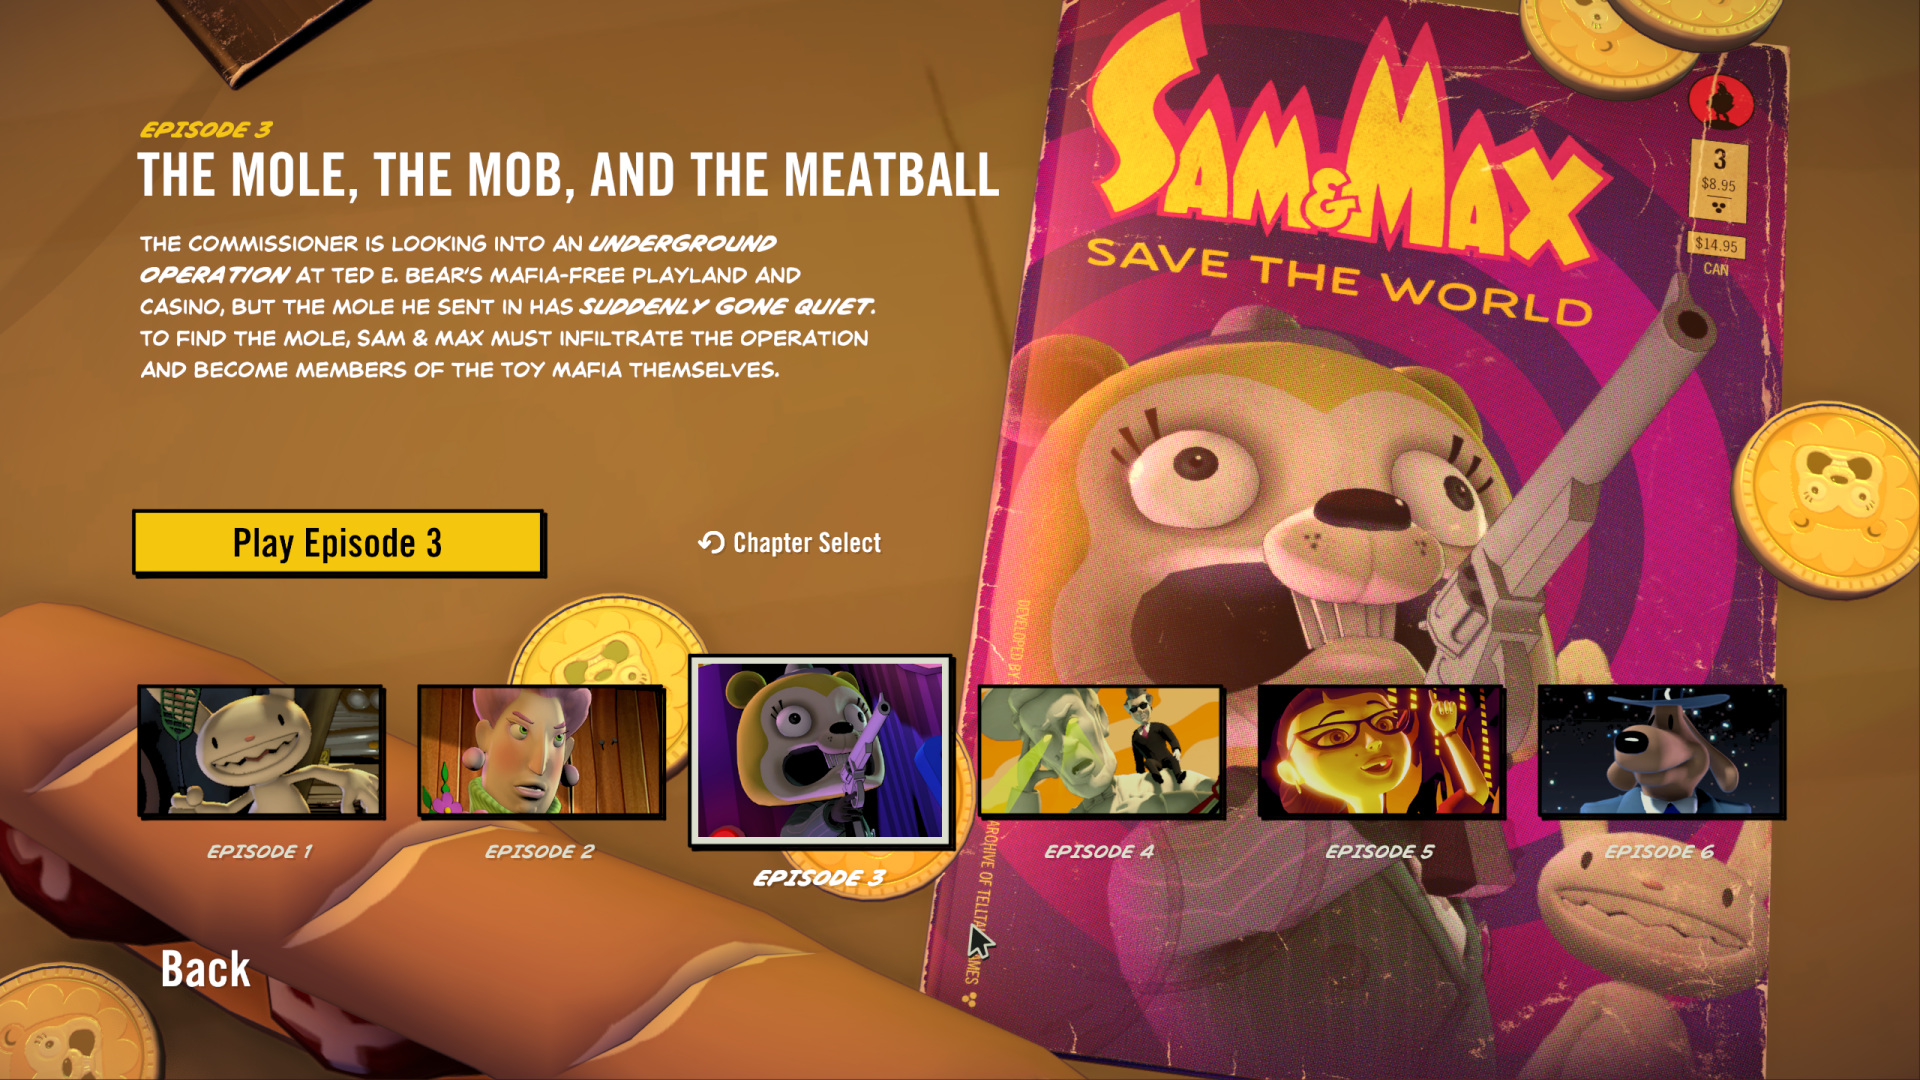 EPISODE 3
THE MOLE, THE MOB, AND THE MEATBALL
THE COMMISSIONER IS LOOKING INTO AN UNDERGROUND
OPERATION AT TED E. BEAR'S MAFIA-FREE PLAYLAND AND
CASINO, BUT THE MOLE HE SENT IN HAS SUDDENLY GONE QUIET.
TO FIND THE MOLE, SAM & MAX MUST INFILTRATE THE OPERATION
AND BECOME MEMBERS OF THE TOY MAFIA THEMSELVES.
Play Episode 3
Chapter Select
SAM & MAX
SAVE THE WORLD
3
$8.95
$14.95
CAN
DEVELOPED BY
ARCHIVE OF
EPISODE 1
EPISODE 2
EPISODE 3
EPISODE 4
EPISODE 5
EPISODE 6
Back